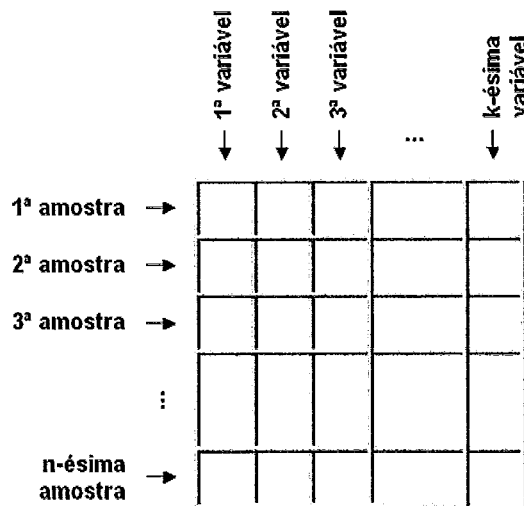 1ª variável
2ª variável
3ª variável
...
k-ésima
variável
1ª amostra
2ª amostra
3ª amostra
...
n-ésima
amostra